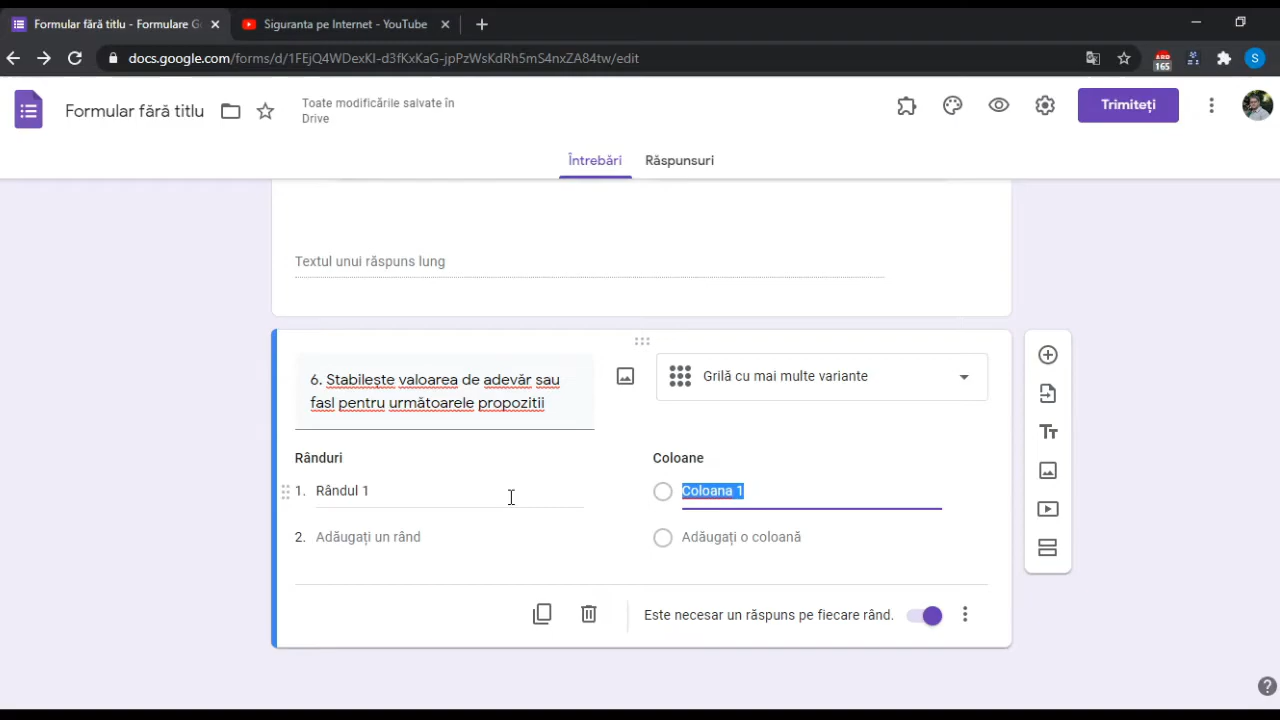 Formular fără titlu - Formulare G
Siguranta pe Internet - YouTube
docs.google.com/forms/d/1FEjQ4WDexKI-d3fKxKaG-jpPzWsKdRh5mS4nxZA84tw/edit
ABP
165
S
Formular fără titlu
Toate modificările salvate în
Drive
Trimiteți
Întrebări
Răspunsuri
Textul unui răspuns lung
6. Stabilește valoarea de adevăr sau
fasl pentru următoarele propozitii
Grilă cu mai multe variante
Rânduri
Coloane
1. Rândul 1
Coloana 1
2. Adăugați un rând
Adăugați o coloană
Este necesar un răspuns pe fiecare rând.